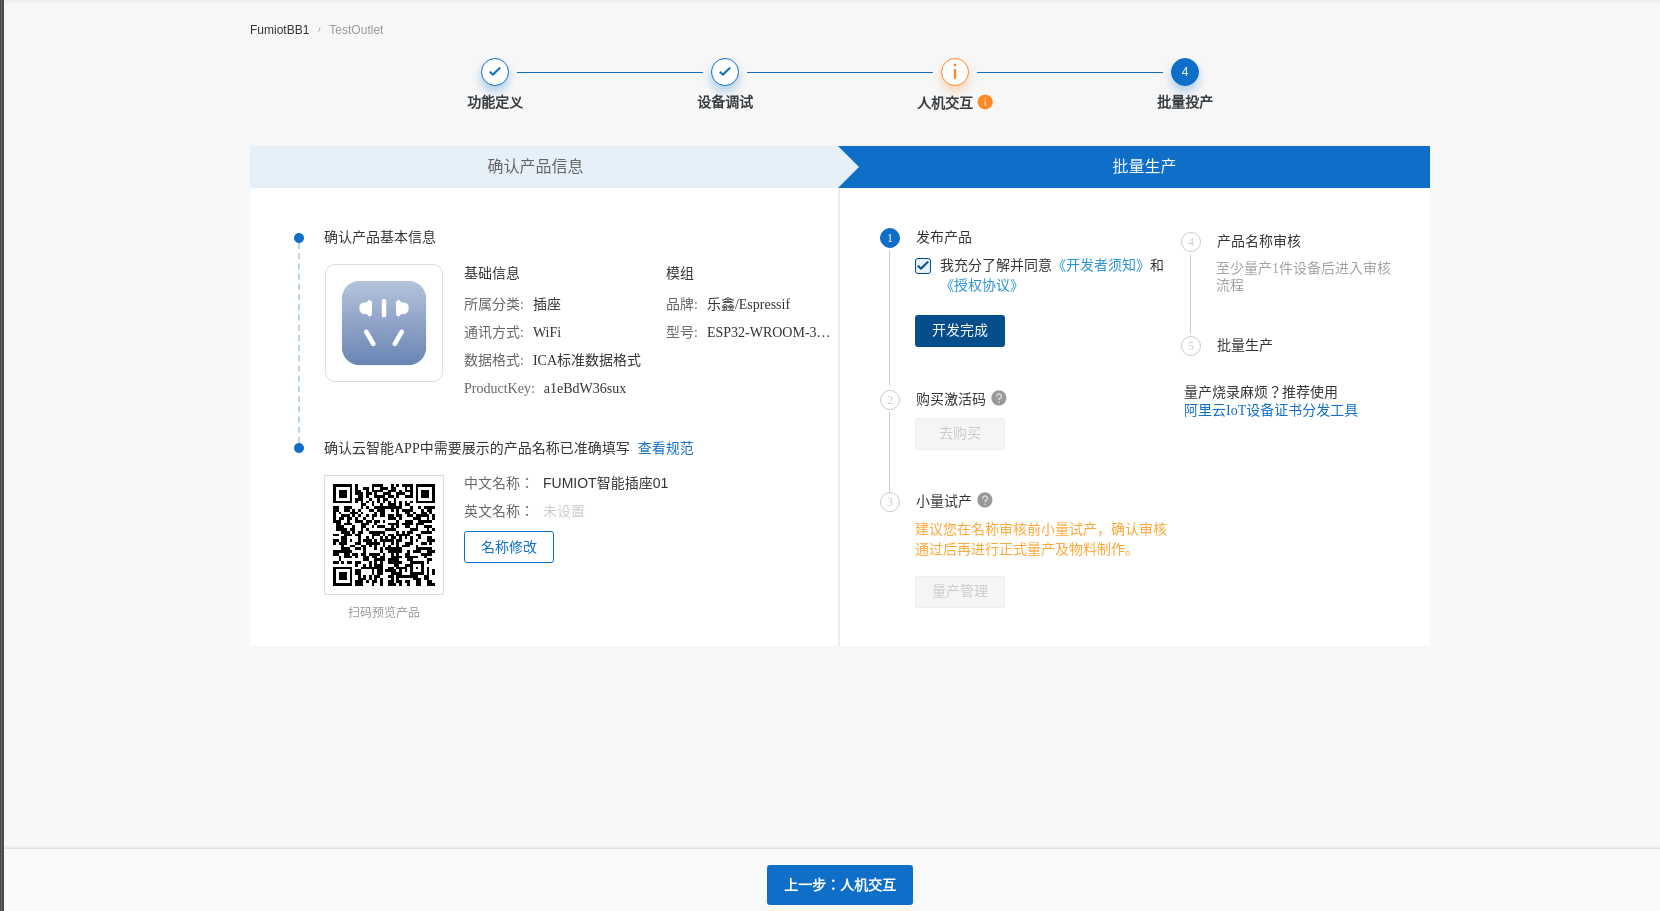 FumiotBB1 / TestOutlet
功能定义
设备调试
人机交互
4
批量投产
确认产品信息
批量生产
确认产品基本信息
基础信息
所属分类: 插座
通讯方式: WiFi
数据格式: ICA标准数据格式
ProductKey: a1eBdW36sux
模组
品牌: 乐鑫/Espressif
型号: ESP32-WROOM-3...
确认云智能APP中需要展示的产品名称已准确填写 查看规范
中文名称： FUMIOT智能插座01
英文名称： 未设置
名称修改
扫码预览产品
1 发布产品
我充分了解并同意《开发者须知》和
《授权协议》
开发完成
2 购买激活码 ?
去购买
3 小量试产 ?
建议您在名称审核前小量试产，确认审核
通过后再进行正式量产及物料制作。
量产管理
4 产品名称审核
至少量产1件设备后进入审核
流程
5 批量生产
量产烧录麻烦？推荐使用
阿里云IoT设备证书分发工具
上一步：人机交互